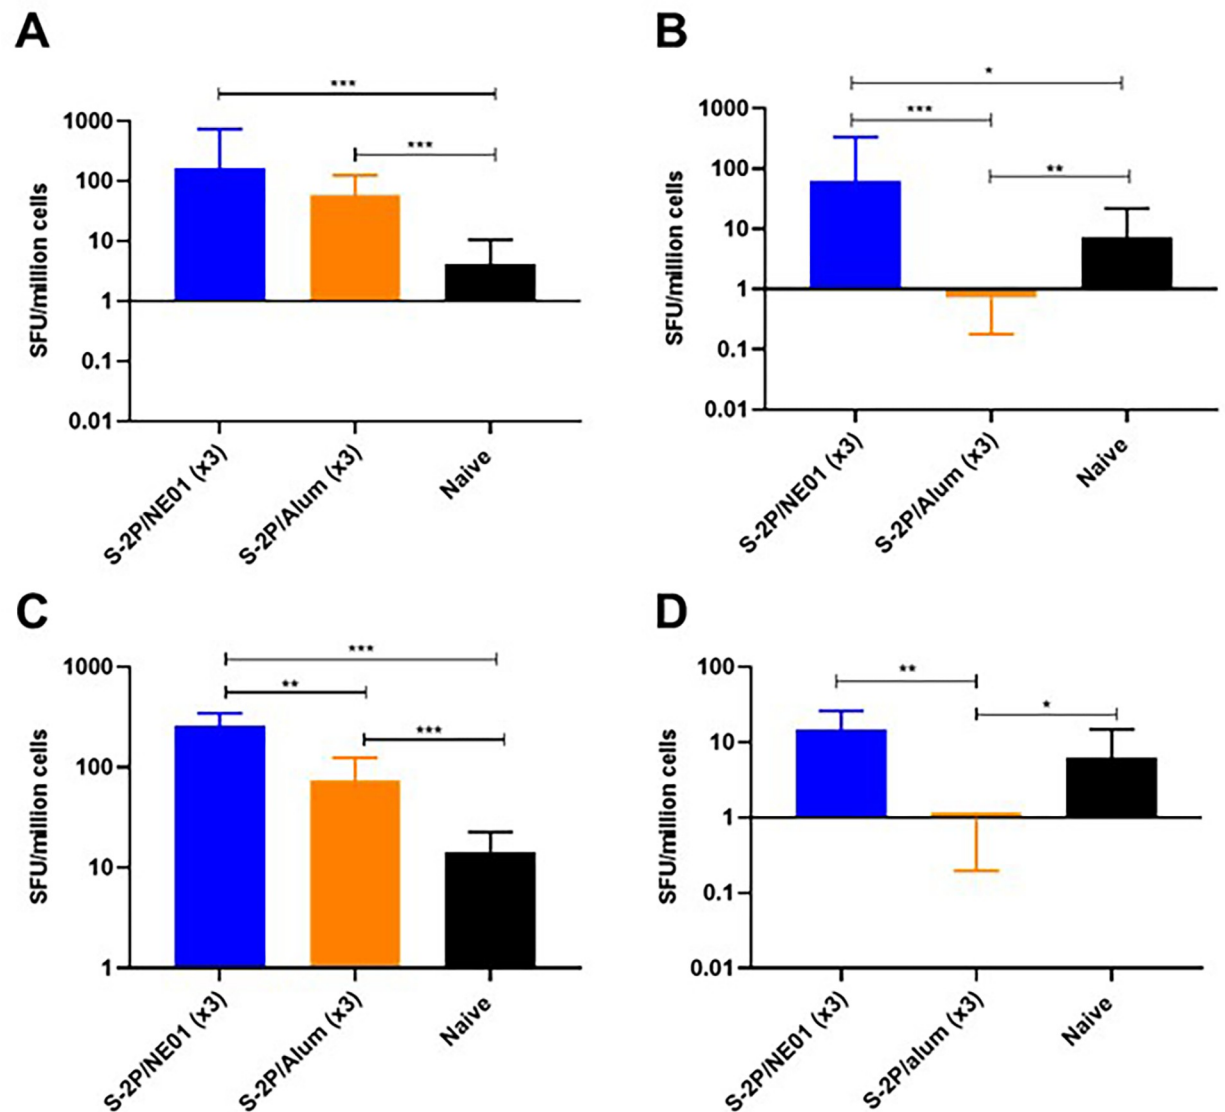 A
***
***
1000
100
10
1
0.1
0.01
SFU/million cells
S-2P/NE01 (x3)
S-2P/Alum (x3)
Naive
B
*
***
**
1000
100
10
1
0.1
0.01
SFU/million cells
S-2P/NE01 (x3)
S-2P/Alum (x3)
Naive
C
***
**
***
1000
100
10
1
SFU/million cells
S-2P/NE01 (x3)
S-2P/Alum (x3)
Naive
D
**
*
100
10
1
0.1
0.01
SFU/million cells
S-2P/NE01 (x3)
S-2P/alum (x3)
Naive